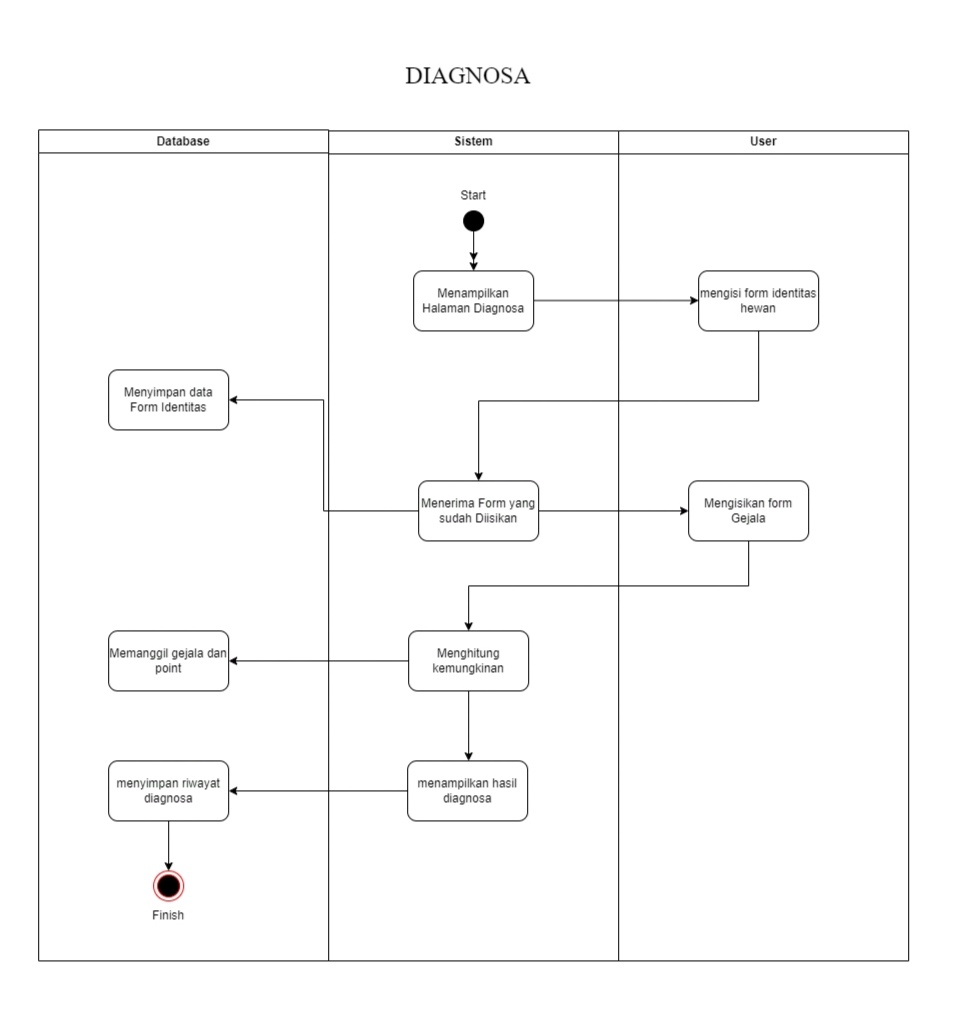 DIAGNOSA
Database
Sistem
User
Start
Menampilkan
Halaman Diagnosa
mengisi form identitas
hewan
Menyimpan data
Form Identitas
Menerima Form yang
sudah Diisikan
Mengisikan form
Gejala
Memanggil gejala dan
point
Menghitung
kemungkinan
menyimpan riwayat
diagnosa
menampilkan hasil
diagnosa
Finish